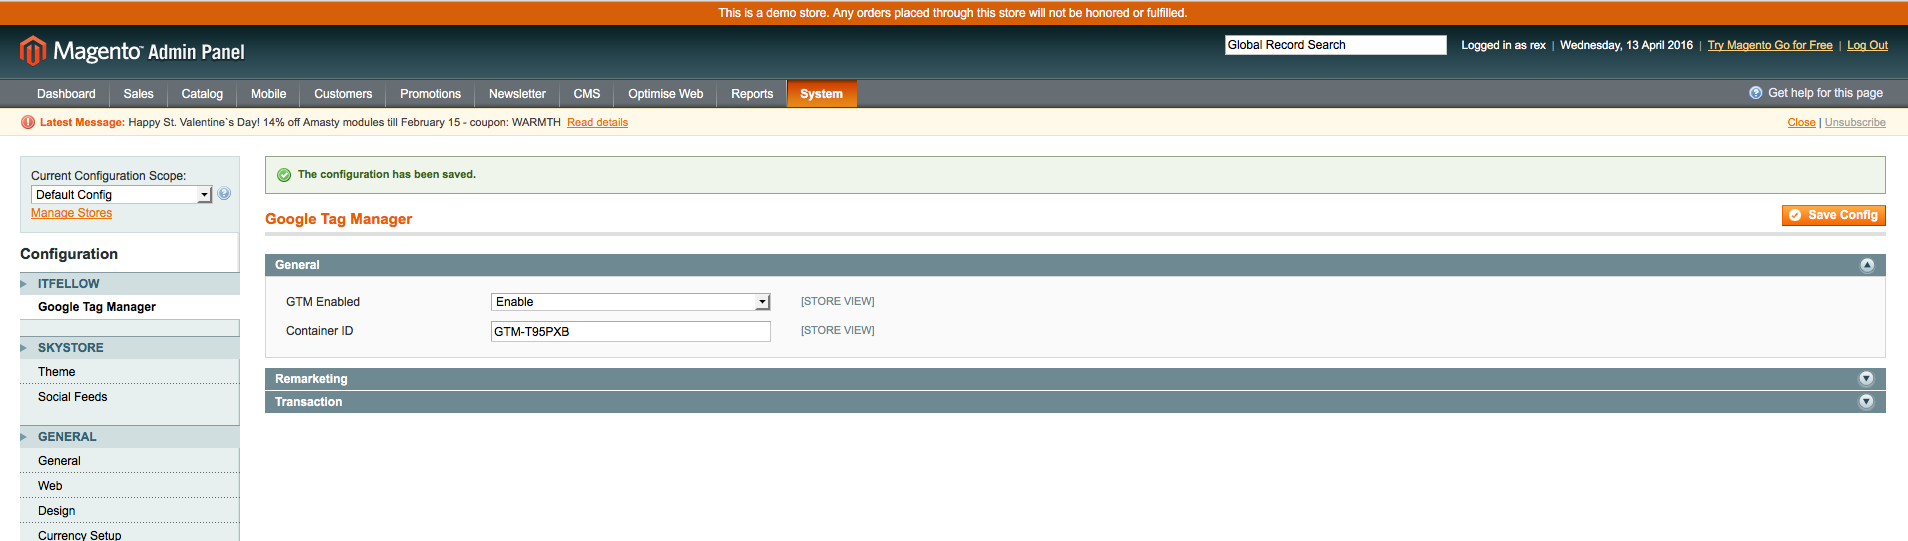 This is a demo store. Any orders placed through this store will not be honored or fulfilled.
Magento Admin Panel
Global Record Search
Logged in as rex | Wednesday, 13 April 2016 | Try Magento Go for Free | Log Out
Dashboard Sales Catalog Mobile Customers Promotions Newsletter CMS Optimise Web Reports System
Get help for this page
Latest Message: Happy St. Valentine`s Day! 14% off Amasty modules till February 15 - coupon: WARMTH Read details
Close | Unsubscribe
Current Configuration Scope:
Default Config
Manage Stores
Configuration
ITFELLOW
Google Tag Manager
SKYSTORE
Theme
Social Feeds
GENERAL
General
Web
Design
Currency Setup
The configuration has been saved.
Google Tag Manager
Save Config
General
GTM Enabled Enable [STORE VIEW]
Container ID GTM-T95PXB [STORE VIEW]
Remarketing
Transaction